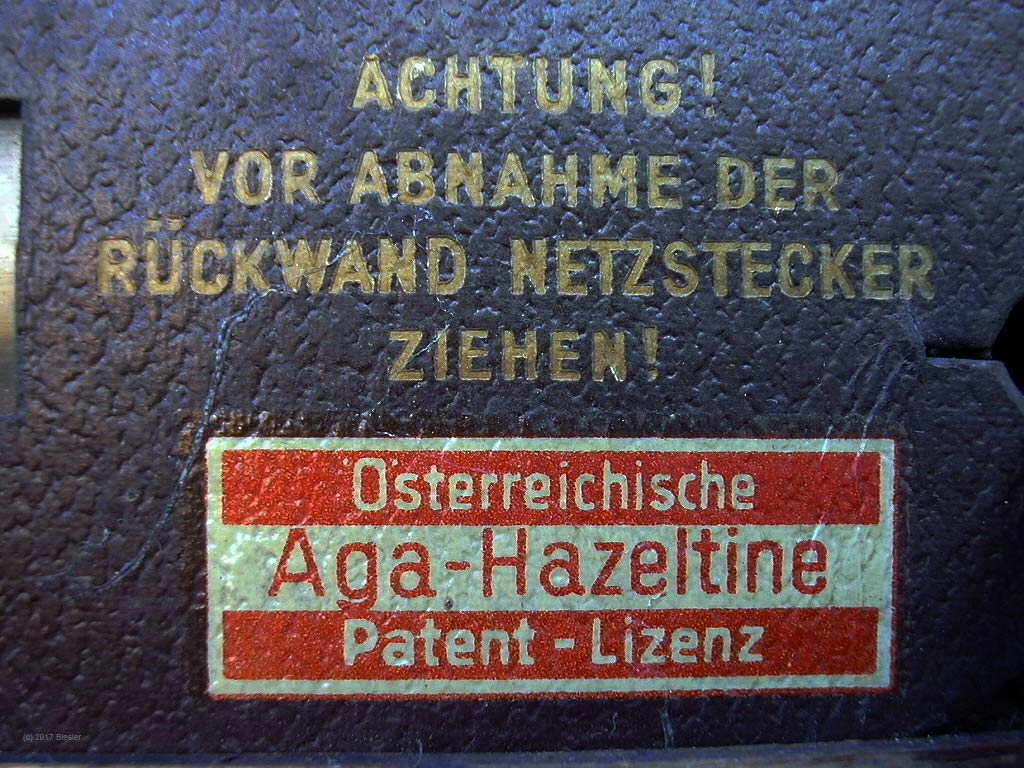 ACHTUNG!
VOR ABNAHME DER
RÜCKWAND NETZSTECKER
ZIEHEN!
Österreichische
Aga-Hazeltine
Patent-Lizenz
(c) 2017 Biesler